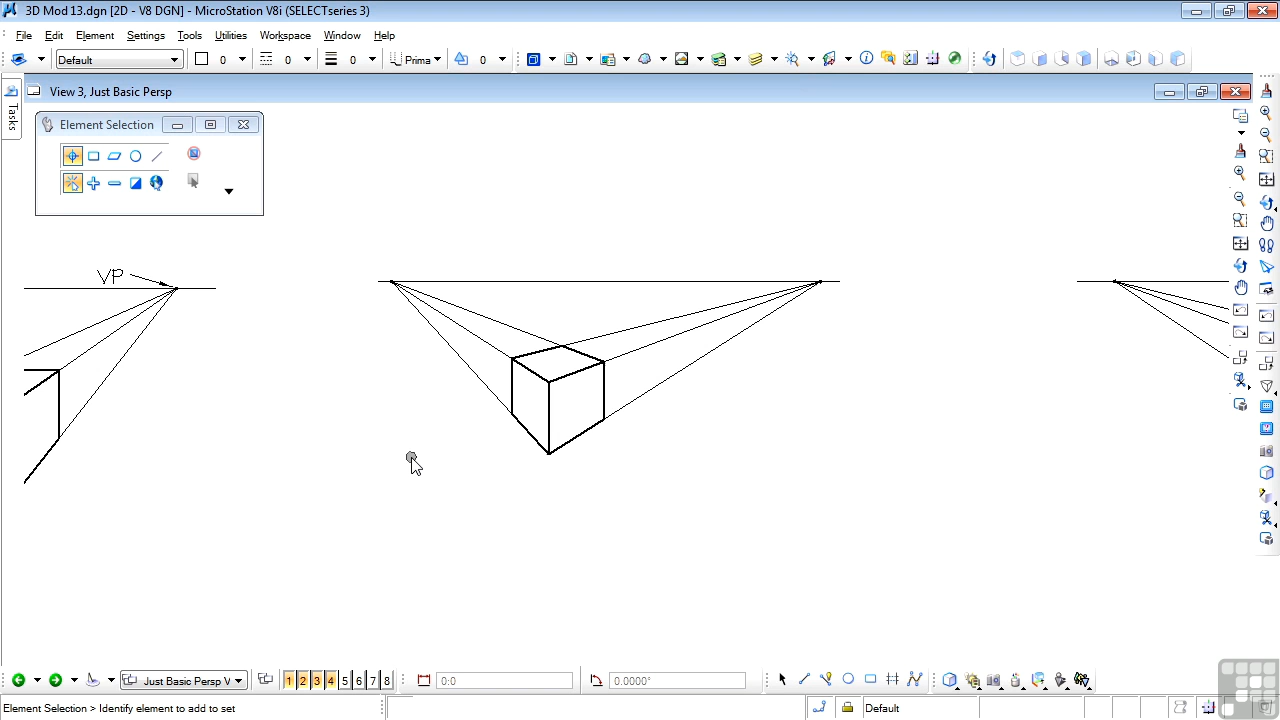 3D Mod 13.dgn [2D - V8 DGN] - MicroStation V8i (SELECTseries 3)
File Edit Element Settings Tools Utilities Workspace Window Help
Default 0 0 0 Prima 0
View 3, Just Basic Persp
Tasks
Element Selection
VP
Just Basic Persp V 1 2 3 4 5 6 7 8 0:0 0.0000°
Element Selection > Identify element to add to set Default